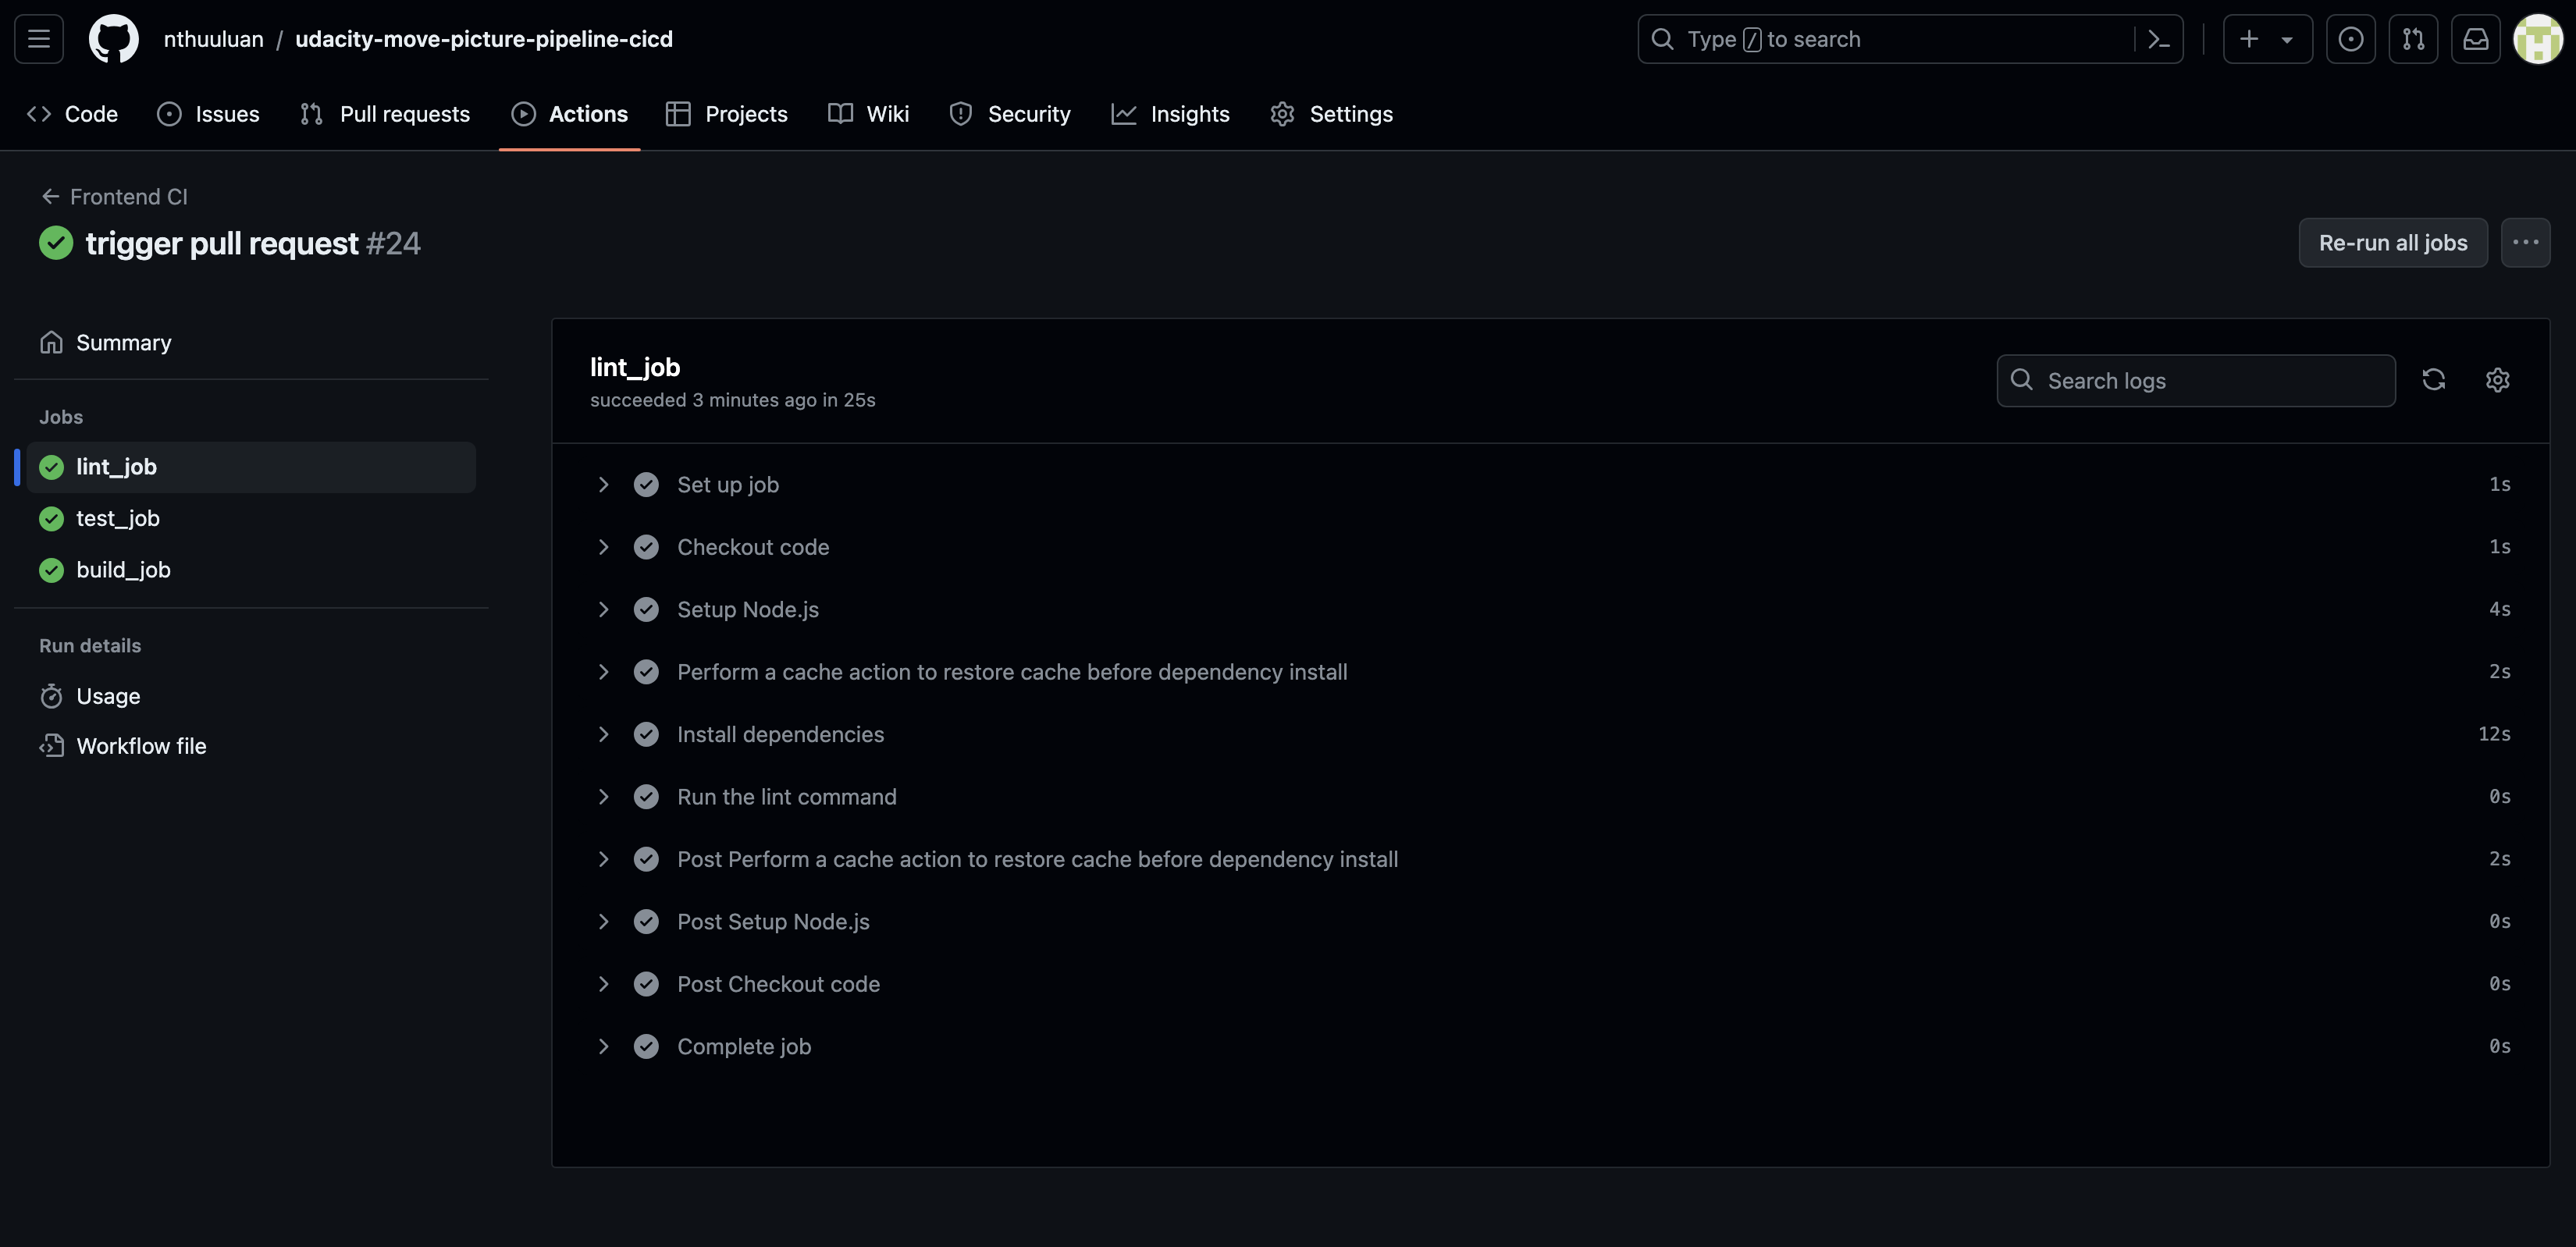 nthuuluan / udacity-move-picture-pipeline-cicd
Type / to search
Code Issues Pull requests Actions Projects Wiki Security Insights Settings
Frontend CI
trigger pull request #24
Re-run all jobs
Summary
Jobs
lint_job
test_job
build_job
Run details
Usage
Workflow file
lint_job
succeeded 3 minutes ago in 25s
Search logs
Set up job 1s
Checkout code 1s
Setup Node.js 4s
Perform a cache action to restore cache before dependency install 2s
Install dependencies 12s
Run the lint command 0s
Post Perform a cache action to restore cache before dependency install 2s
Post Setup Node.js 0s
Post Checkout code 0s
Complete job 0s